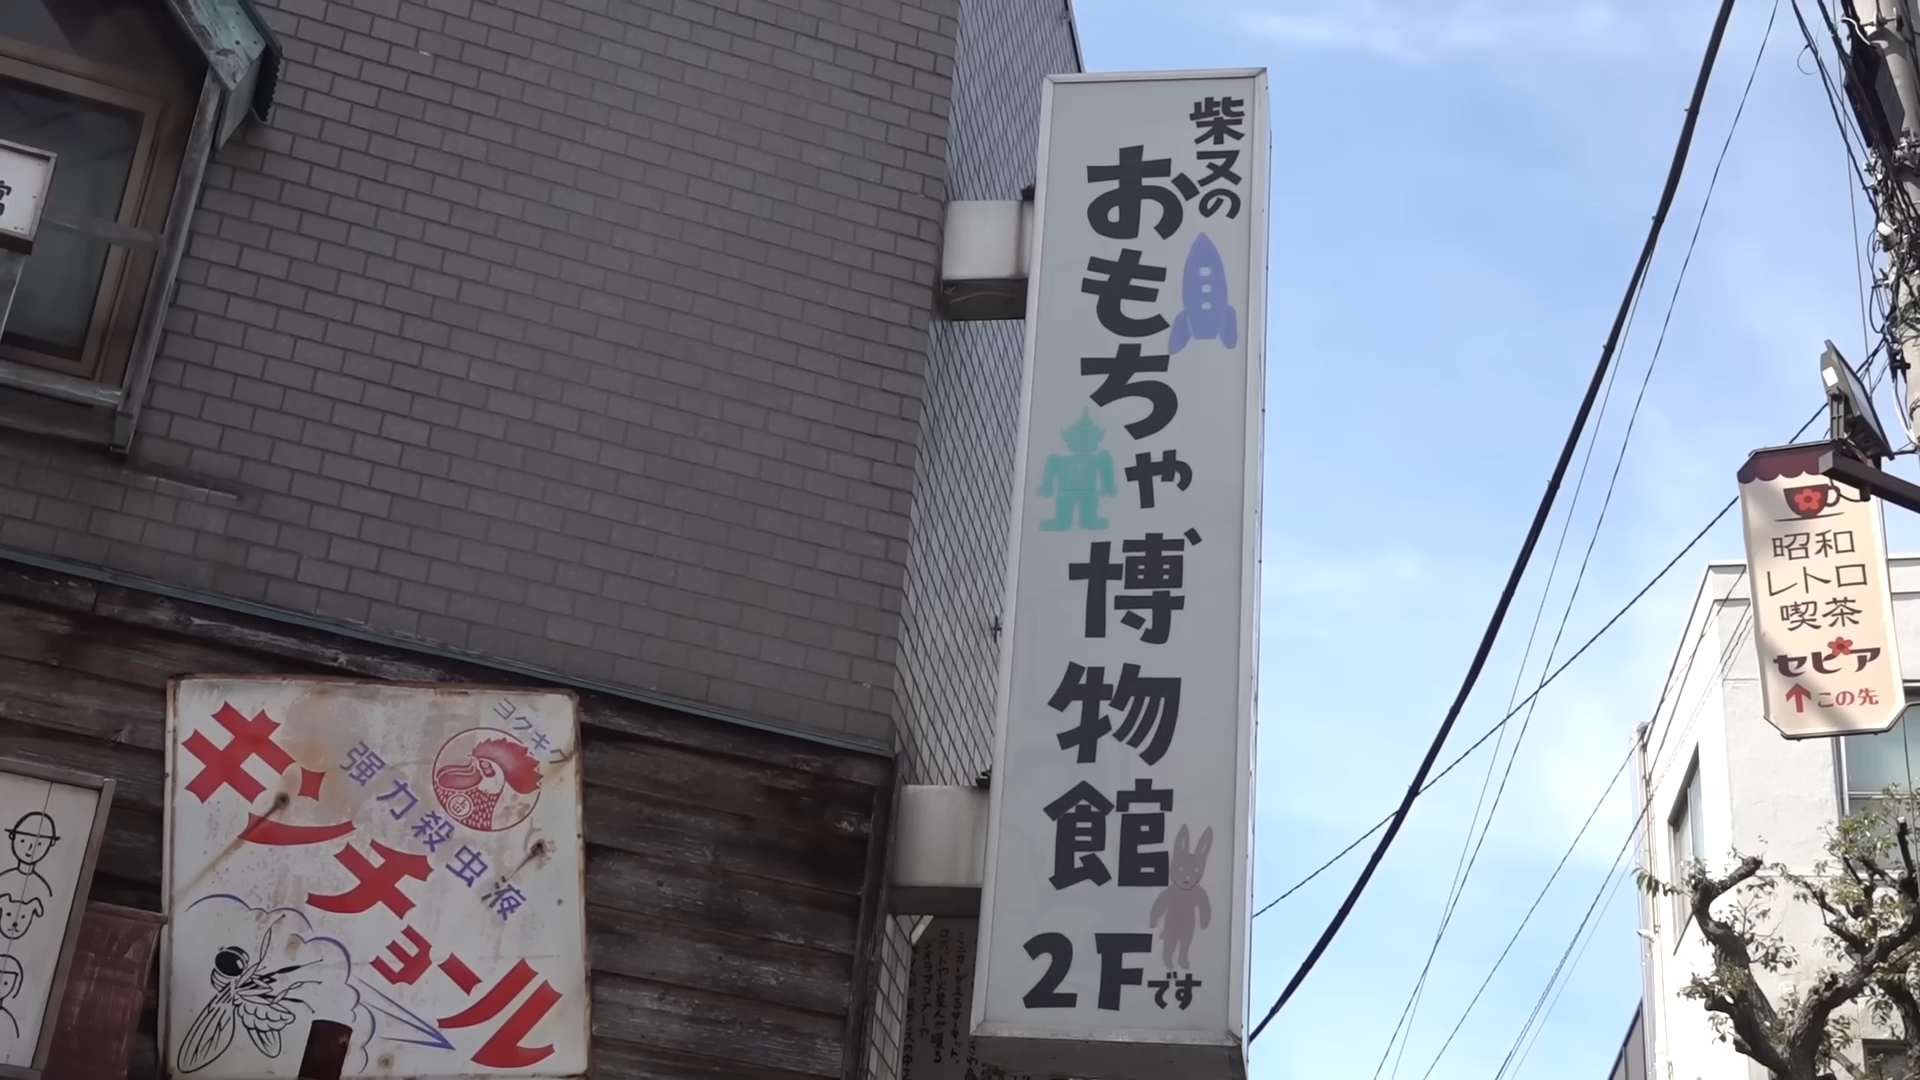 柴又の
おもちゃ博物館
2Fです
ヨクキク
強力殺虫液
キンチョール
昭和
レトロ
喫茶
セピア
↑この先